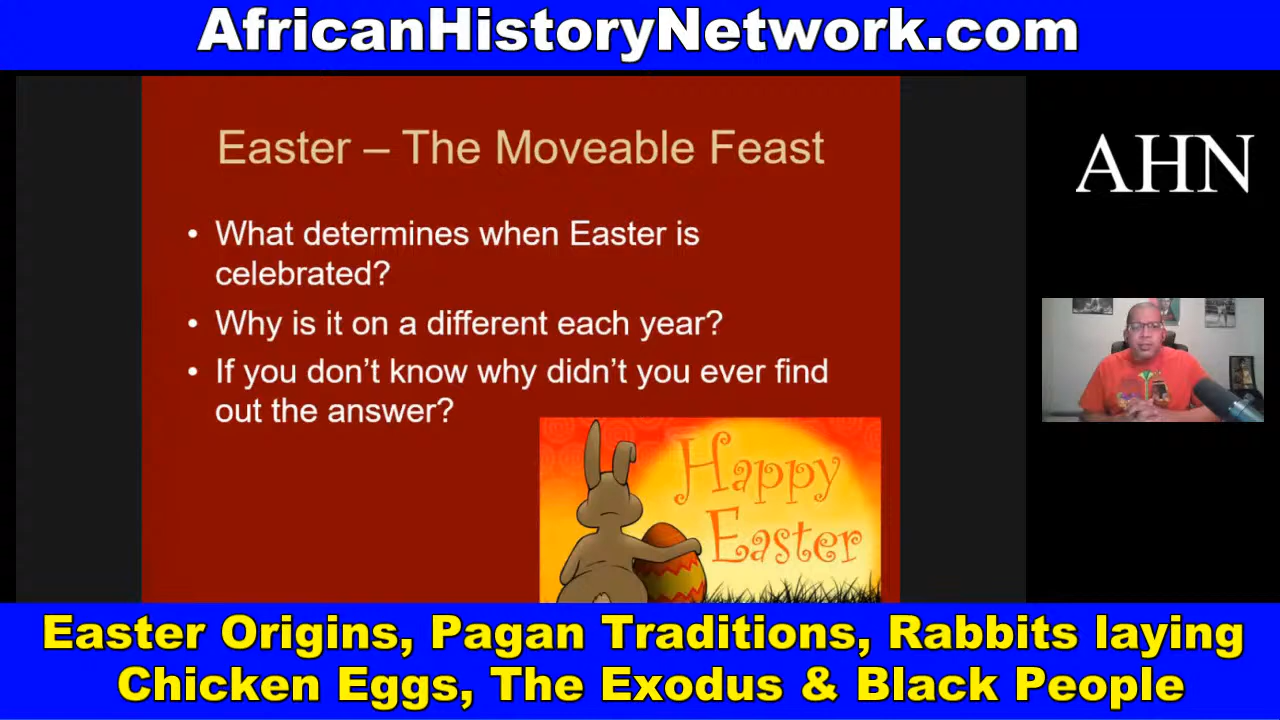 AfricanHistoryNetwork.com
Easter – The Moveable Feast
• What determines when Easter is
celebrated?
• Why is it on a different each year?
• If you don’t know why didn’t you ever find
out the answer?
Happy
Easter
AHN
Easter Origins, Pagan Traditions, Rabbits laying
Chicken Eggs, The Exodus & Black People